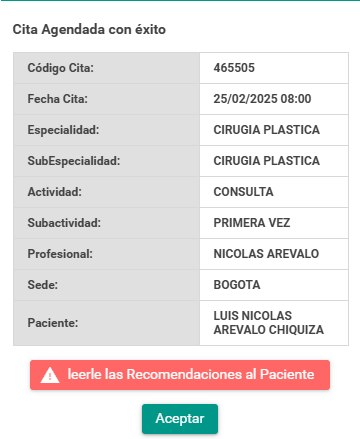 Cita Agendada con éxito
Código Cita: 465505
Fecha Cita: 25/02/2025 08:00
Especialidad: CIRUGIA PLASTICA
SubEspecialidad: CIRUGIA PLASTICA
Actividad: CONSULTA
Subactividad: PRIMERA VEZ
Profesional: NICOLAS AREVALO
Sede: BOGOTA
Paciente: LUIS NICOLAS
AREVALO CHIQUIZA
leerle las Recomendaciones al Paciente
Aceptar